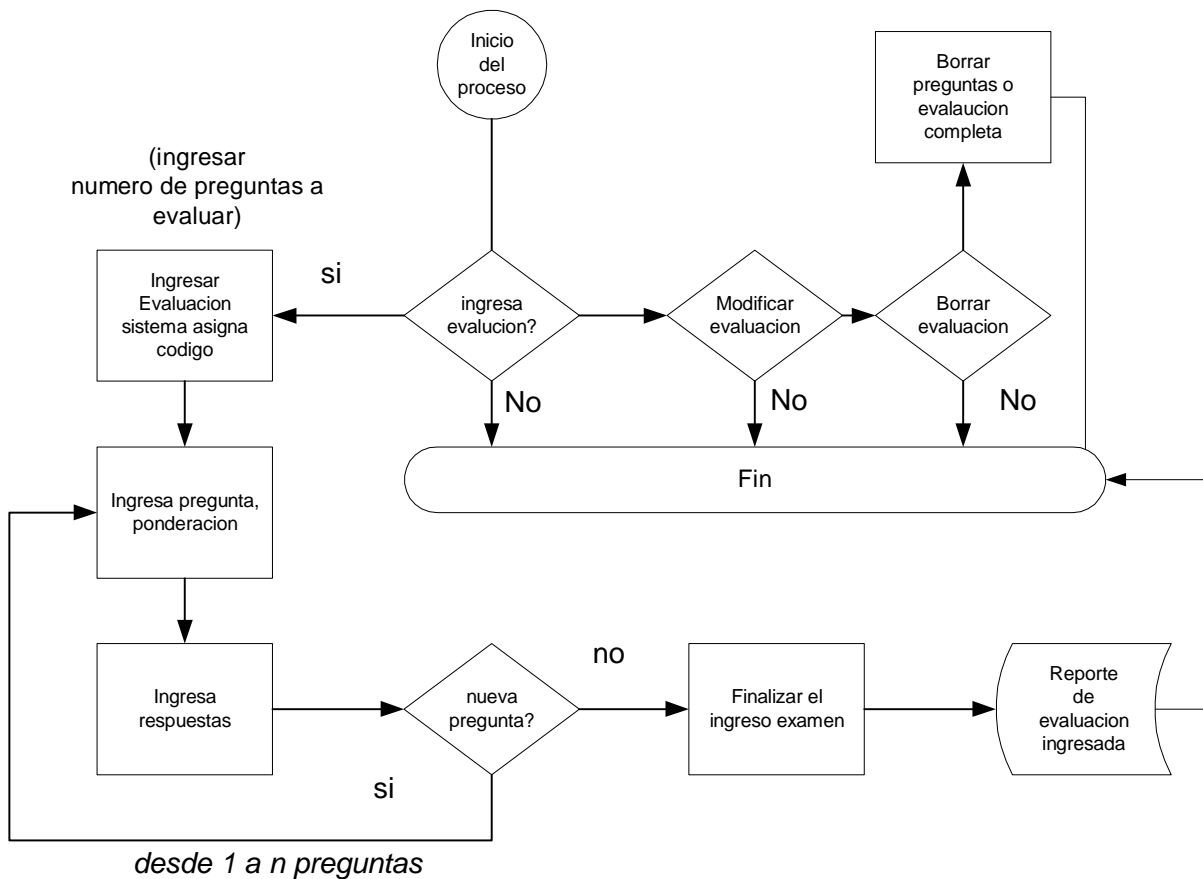 Inicio
del
proceso
Borrar
preguntas o
evalaucion
completa
(ingresar
numero de preguntas a
evaluar)
Ingresar
Evaluacion
sistema asigna
codigo
si
ingresa
evalucion?
Modificar
evaluacion
Borrar
evaluacion
No
No
No
Fin
Ingresa pregunta,
ponderacion
Ingresa
respuestas
nueva
pregunta?
no
si
Finalizar el
ingreso examen
Reporte
de
evaluacion
ingresada
desde 1 a n preguntas